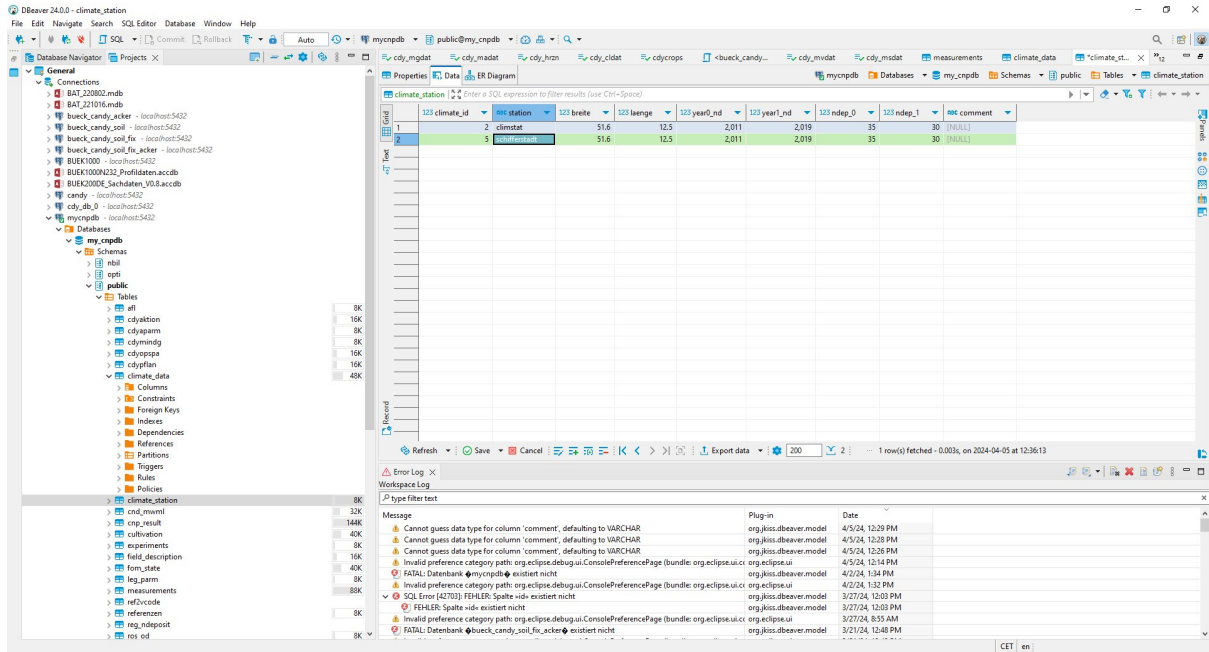 DBeaver 24.0.0 - climate_station
File Edit Navigate Search SQL Editor Database Window Help
SQL Commit Rollback Auto mycnpdb public@my_cnpdb
Database Navigator Projects
General
Connections
BAT_220802.mdb
BAT_221016.mdb
bueck_candy_acker - localhost:5432
bueck_candy_soil - localhost:5432
bueck_candy_soil_fix - localhost:5432
bueck_candy_soil_fix_acker - localhost:5432
BUEK1000 - localhost:5432
BUEK1000N232_Profildaten.accdb
BUEK200DE_Sachdaten_V0.8.accdb
candy - localhost:5432
cdy_db_0 - localhost:5432
mycnpdb - localhost:5432
Databases
my_cnpdb
Schemas
nbil
opti
public
Tables
afl 8K
cdyaktion 16K
cdyaparm 8K
cdymindg 8K
cdyopspa 16K
cdypflan 16K
climate_data 48K
Columns
Constraints
Foreign Keys
Indexes
Dependencies
References
Partitions
Triggers
Rules
Policies
climate_station 8K
cnd_mwml 32K
cnp_result 144K
cultivation 40K
experiments 8K
field_description 16K
fom_state 40K
leg_parm 8K
measurements 88K
ref2vcode
referenzen 8K
reg_ndeposit
ros_od 8K
cdy_mgdat cdy_madat cdy_hrzn cdy_cldat cdycrops <bueck_candy... cdy_mvdat cdy_msdat measurements climate_data *climate_st... 12
Properties Data ER Diagram mycnpdb Databases my_cnpdb Schemas public Tables climate_station
climate_station Enter a SQL expression to filter results (use Ctrl+Space)
Grid
Text
Record
Panels
123 climate_id ABC station 123 breite 123 laenge 123 year0_nd 123 year1_nd 123 ndep_0 123 ndep_1 ABC comment
1 2 climstat 51.6 12.5 2,011 2,019 35 30 [NULL]
2 5 schifferstadt 51.6 12.5 2,011 2,019 35 30 [NULL]
Refresh Save Cancel Export data 200 2 1 row(s) fetched - 0.003s, on 2024-04-05 at 12:36:13
Error Log
Workspace Log
type filter text
Message Plug-in Date
Cannot guess data type for column 'comment', defaulting to VARCHAR org.jkiss.dbeaver.model 4/5/24, 12:29 PM
Cannot guess data type for column 'comment', defaulting to VARCHAR org.jkiss.dbeaver.model 4/5/24, 12:28 PM
Cannot guess data type for column 'comment', defaulting to VARCHAR org.jkiss.dbeaver.model 4/5/24, 12:26 PM
Invalid preference category path: org.eclipse.debug.ui.ConsolePreferencePage (bundle: org.eclipse.ui.co org.eclipse.ui 4/5/24, 12:14 PM
FATAL: Datenbank �mycnpdb� existiert nicht org.jkiss.dbeaver.model 4/2/24, 1:34 PM
Invalid preference category path: org.eclipse.debug.ui.ConsolePreferencePage (bundle: org.eclipse.ui.co org.eclipse.ui 4/2/24, 1:32 PM
SQL Error [42703]: FEHLER: Spalte »id« existiert nicht org.jkiss.dbeaver.model 3/27/24, 12:03 PM
FEHLER: Spalte »id« existiert nicht org.jkiss.dbeaver.model 3/27/24, 12:03 PM
Invalid preference category path: org.eclipse.debug.ui.ConsolePreferencePage (bundle: org.eclipse.ui.co org.eclipse.ui 3/27/24, 8:55 AM
FATAL: Datenbank �bueck_candy_soil_fix_acker� existiert nicht org.jkiss.dbeaver.model 3/21/24, 12:48 PM
CET en